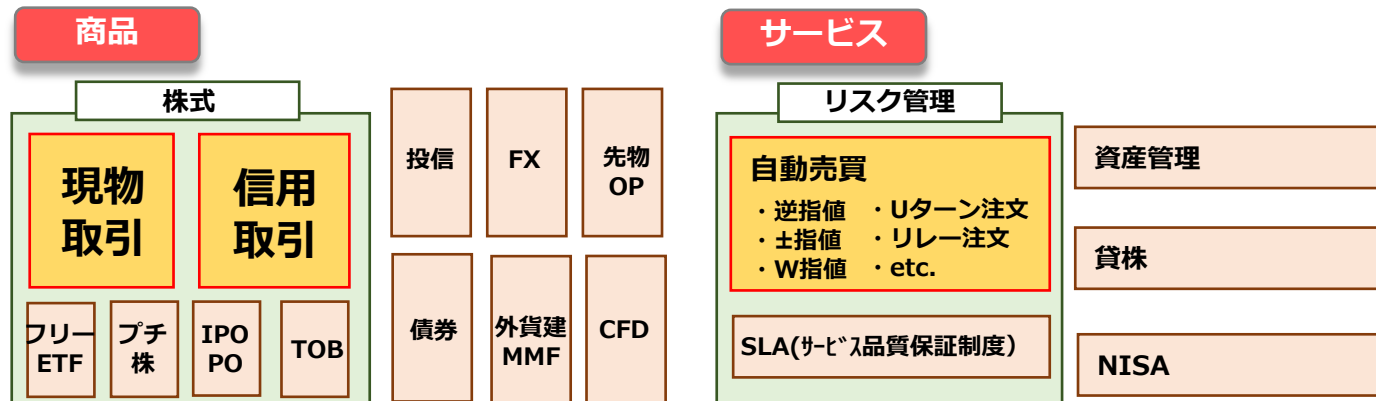 商品
株式
現物
取引
信用
取引
フリー
ETF
プチ
株
IPO
PO
TOB
投信
FX
先物
OP
債券
外貨建
MMF
CFD
サービス
リスク管理
自動売買
・逆指値 ・Uターン注文
・±指値 ・リレー注文
・W指値 ・etc.
SLA(ｻｰﾋﾞｽ品質保証制度）
資産管理
貸株
NISA